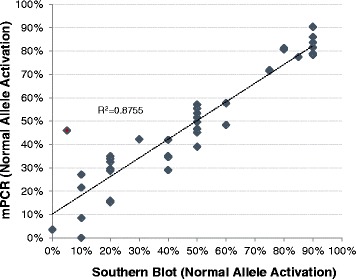 100%
90%
80%
70%
60%
50%
40%
30%
20%
10%
0%
mPCR (Normal Allele Activation)
R²=0.8755
0% 10% 20% 30% 40% 50% 60% 70% 80% 90% 100%
Southern Blot (Normal Allele Activation)